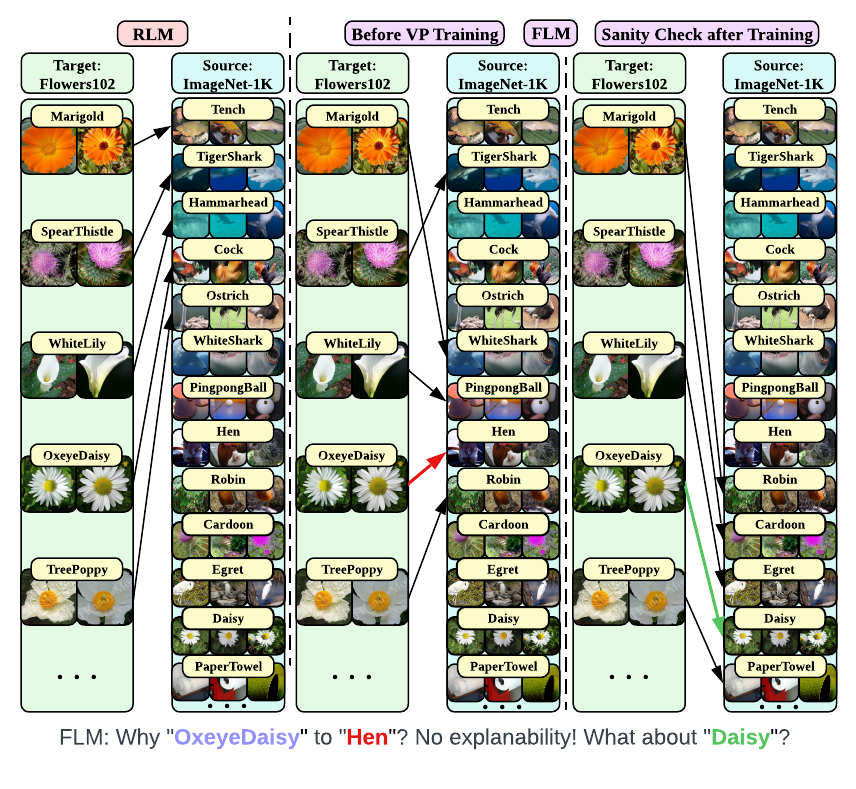 RLM
Before VP Training
FLM
Sanity Check after Training
Target:
Flowers102
Source:
ImageNet-1K
Target:
Flowers102
Source:
ImageNet-1K
Target:
Flowers102
Source:
ImageNet-1K
Marigold
SpearThistle
WhiteLily
OxeyeDaisy
TreePoppy
. . .
Tench
TigerShark
Hammarhead
Cock
Ostrich
WhiteShark
PingpongBall
Hen
Robin
Cardoon
Egret
Daisy
PaperTowel
. . .
Marigold
SpearThistle
WhiteLily
OxeyeDaisy
TreePoppy
. . .
Tench
TigerShark
Hammarhead
Cock
Ostrich
WhiteShark
PingpongBall
Hen
Robin
Cardoon
Egret
Daisy
PaperTowel
. . .
Marigold
SpearThistle
WhiteLily
OxeyeDaisy
TreePoppy
. . .
Tench
TigerShark
Hammarhead
Cock
Ostrich
WhiteShark
PingpongBall
Hen
Robin
Cardoon
Egret
Daisy
PaperTowel
. . .
FLM: Why "OxeyeDaisy" to "Hen"? No explanability! What about "Daisy"?